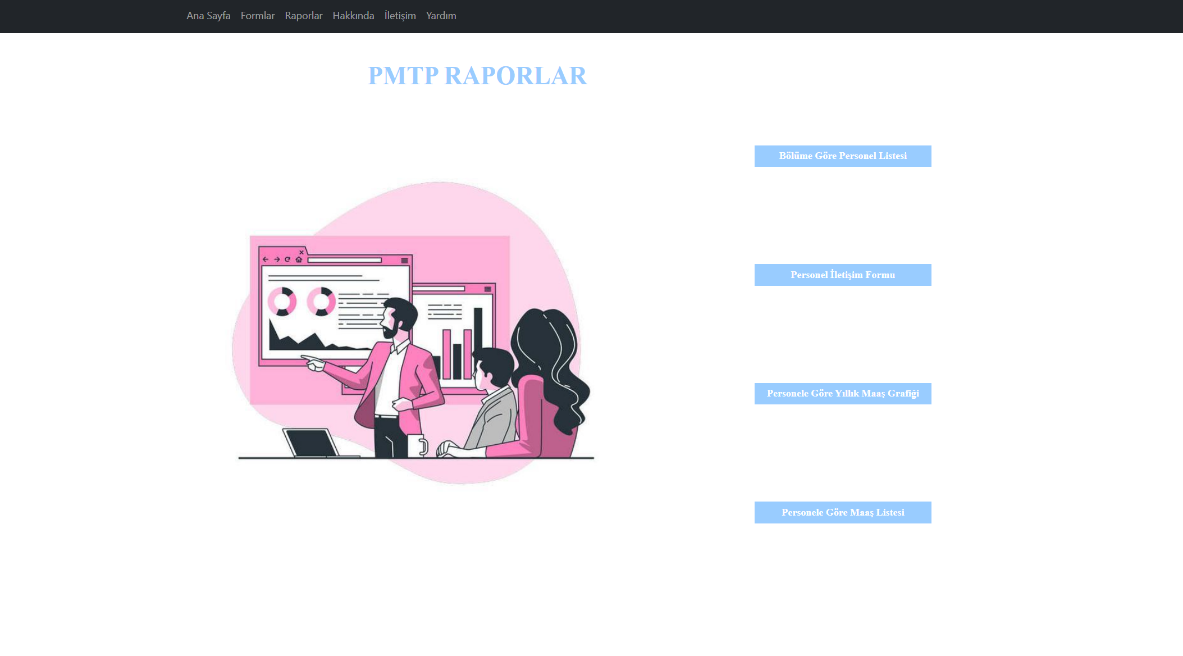 Ana Sayfa Formlar Raporlar Hakkında İletişim Yardım
PMTP RAPORLAR
Bölüme Göre Personel Listesi
Personel İletişim Formu
Personele Göre Yıllık Maaş Grafiği
Personele Göre Maaş Listesi